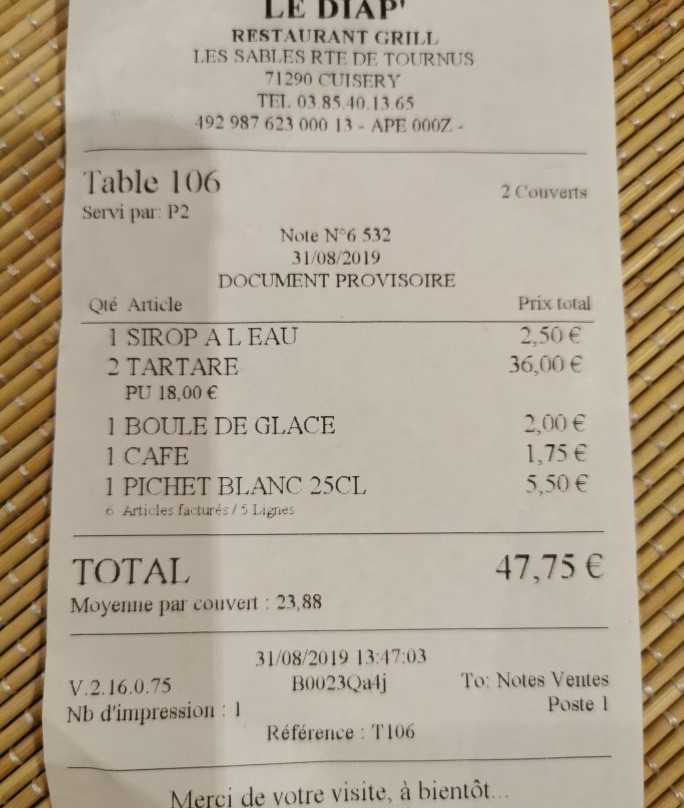 LE DIAP'
RESTAURANT GRILL
LES SABLES RTE DE TOURNUS
71290 CUISERY
TEL 03.85.40.13.65
492 987 623 000 13 - APE 000Z -
Table 106 2 Couverts
Servi par: P2
Note N°6 532
31/08/2019
DOCUMENT PROVISOIRE
Qté Article Prix total
1 SIROP A L EAU 2,50 €
2 TARTARE 36,00 €
PU 18,00 €
1 BOULE DE GLACE 2,00 €
1 CAFE 1,75 €
1 PICHET BLANC 25CL 5,50 €
6 Articles facturés / 5 Lignes
TOTAL 47,75 €
Moyenne par couvert : 23,88
31/08/2019 13:47:03
V.2.16.0.75 B0023Qa4j To: Notes Ventes
Nb d'impression : 1 Poste 1
Référence : T106
Merci de votre visite, à bientôt...